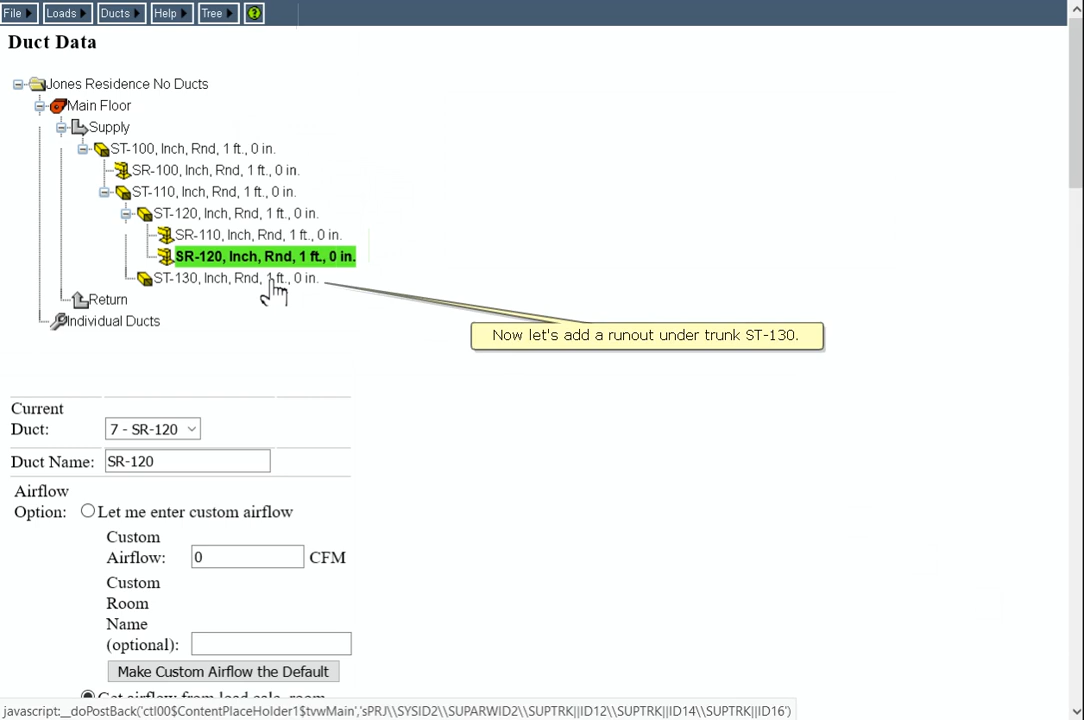 File Loads Ducts Help Tree ?
Duct Data
Jones Residence No Ducts
Main Floor
Supply
ST-100, Inch, Rnd, 1 ft., 0 in.
SR-100, Inch, Rnd, 1 ft., 0 in.
ST-110, Inch, Rnd, 1 ft., 0 in.
ST-120, Inch, Rnd, 1 ft., 0 in.
SR-110, Inch, Rnd, 1 ft., 0 in.
SR-120, Inch, Rnd, 1 ft., 0 in.
ST-130, Inch, Rnd, 1 ft., 0 in.
Return
Individual Ducts
Now let's add a runout under trunk ST-130.
Current
Duct: 7 - SR-120
Duct Name: SR-120
Airflow
Option: Let me enter custom airflow
Custom
Airflow: 0 CFM
Custom
Room
Name
(optional):
Make Custom Airflow the Default
Get airflow from load calc. room
javascript:__doPostBack('ctl00$ContentPlaceHolder1$tvwMain','sPRJ\\SYSID2\\SUPARWID2\\SUPTRK||ID12\\SUPTRK||ID14\\SUPTRK||ID16')